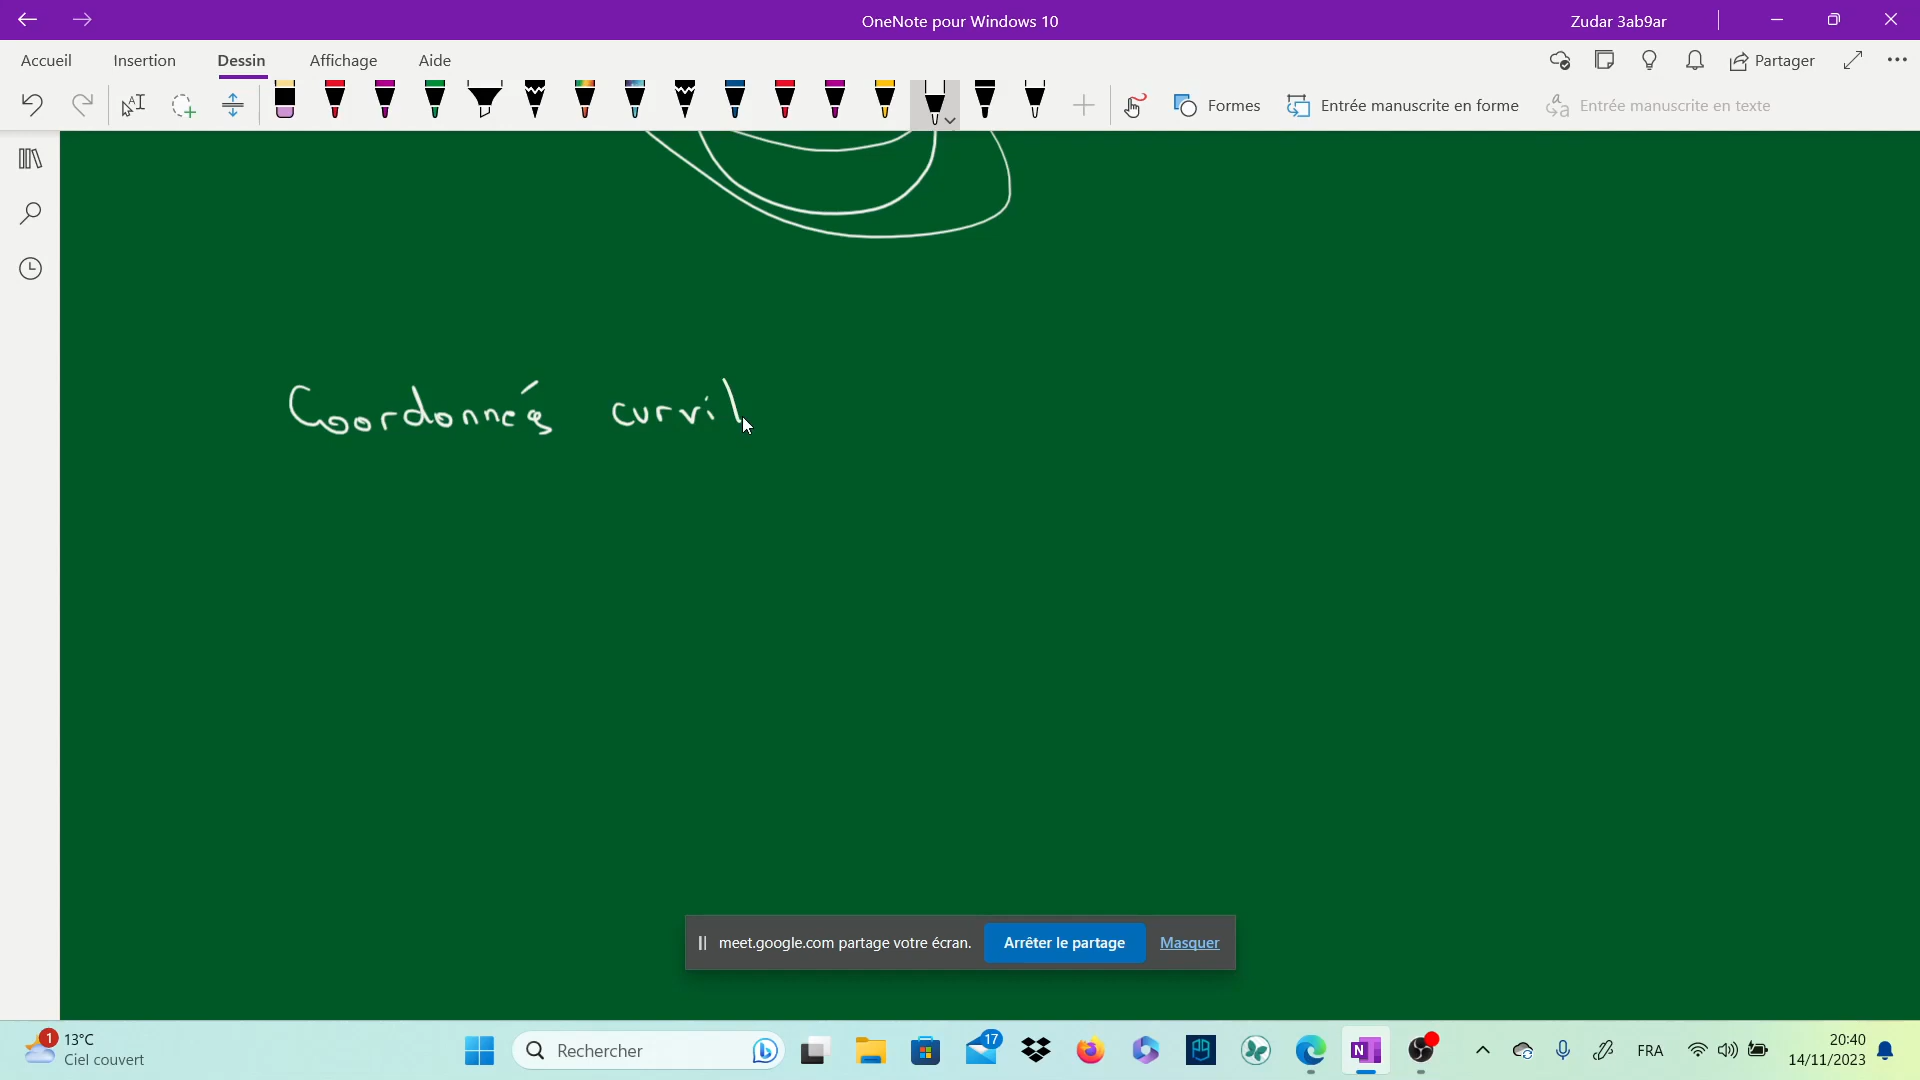 OneNote pour Windows 10
Zudar 3ab9ar
Accueil
Insertion
Dessin
Affichage
Aide
Partager
Formes
Entrée manuscrite en forme
Entrée manuscrite en texte
Coordonnés curvil
meet.google.com partage votre écran.
Arrêter le partage
Masquer
1
13°C
Ciel couvert
Rechercher
17
FRA
20:40
14/11/2023